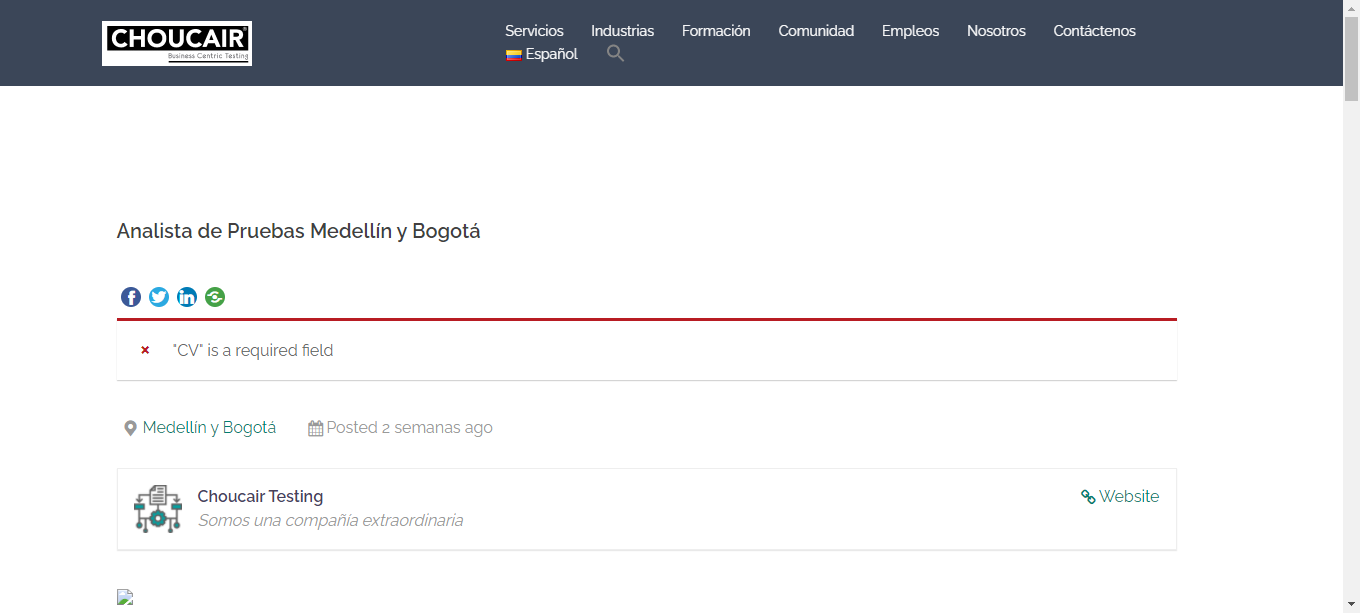 CHOUCAIR
Business Centric Testing
Servicios Industrias Formación Comunidad Empleos Nosotros Contáctenos
Español
Analista de Pruebas Medellín y Bogotá
"CV" is a required field
Medellín y Bogotá Posted 2 semanas ago
Choucair Testing Website
Somos una compañía extraordinaria